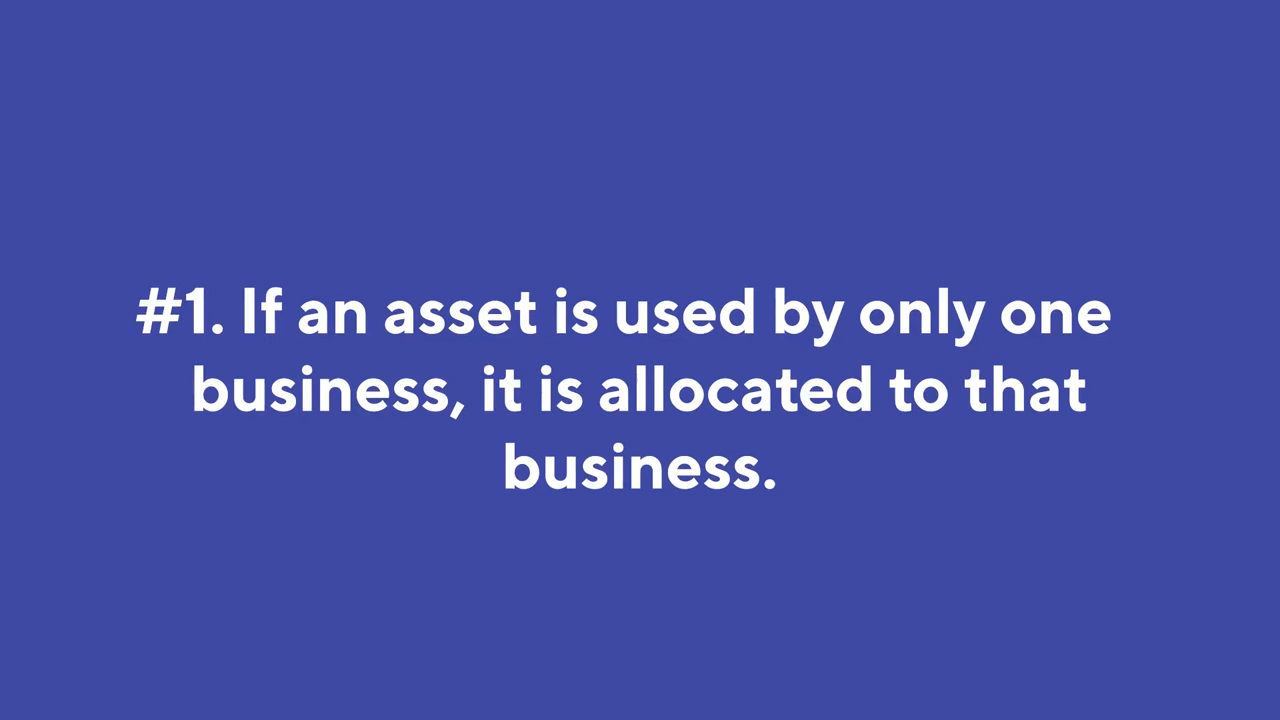 #1. If an asset is used by only one
business, it is allocated to that
business.